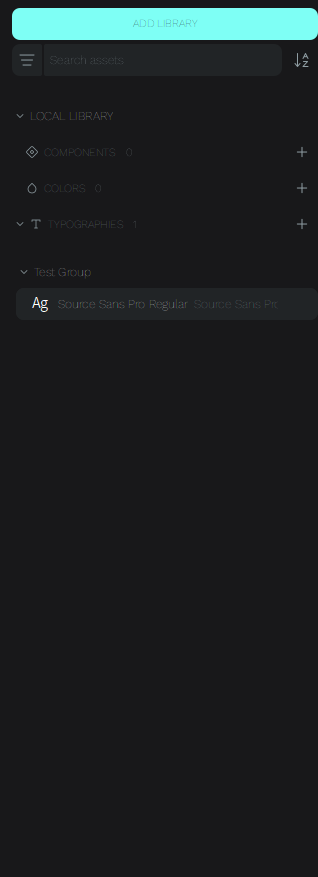 ADD LIBRARY
Search assets
LOCAL LIBRARY
COMPONENTS 0
COLORS 0
TYPOGRAPHIES 1
Test Group
Ag Source Sans Pro Regular Source Sans Pr